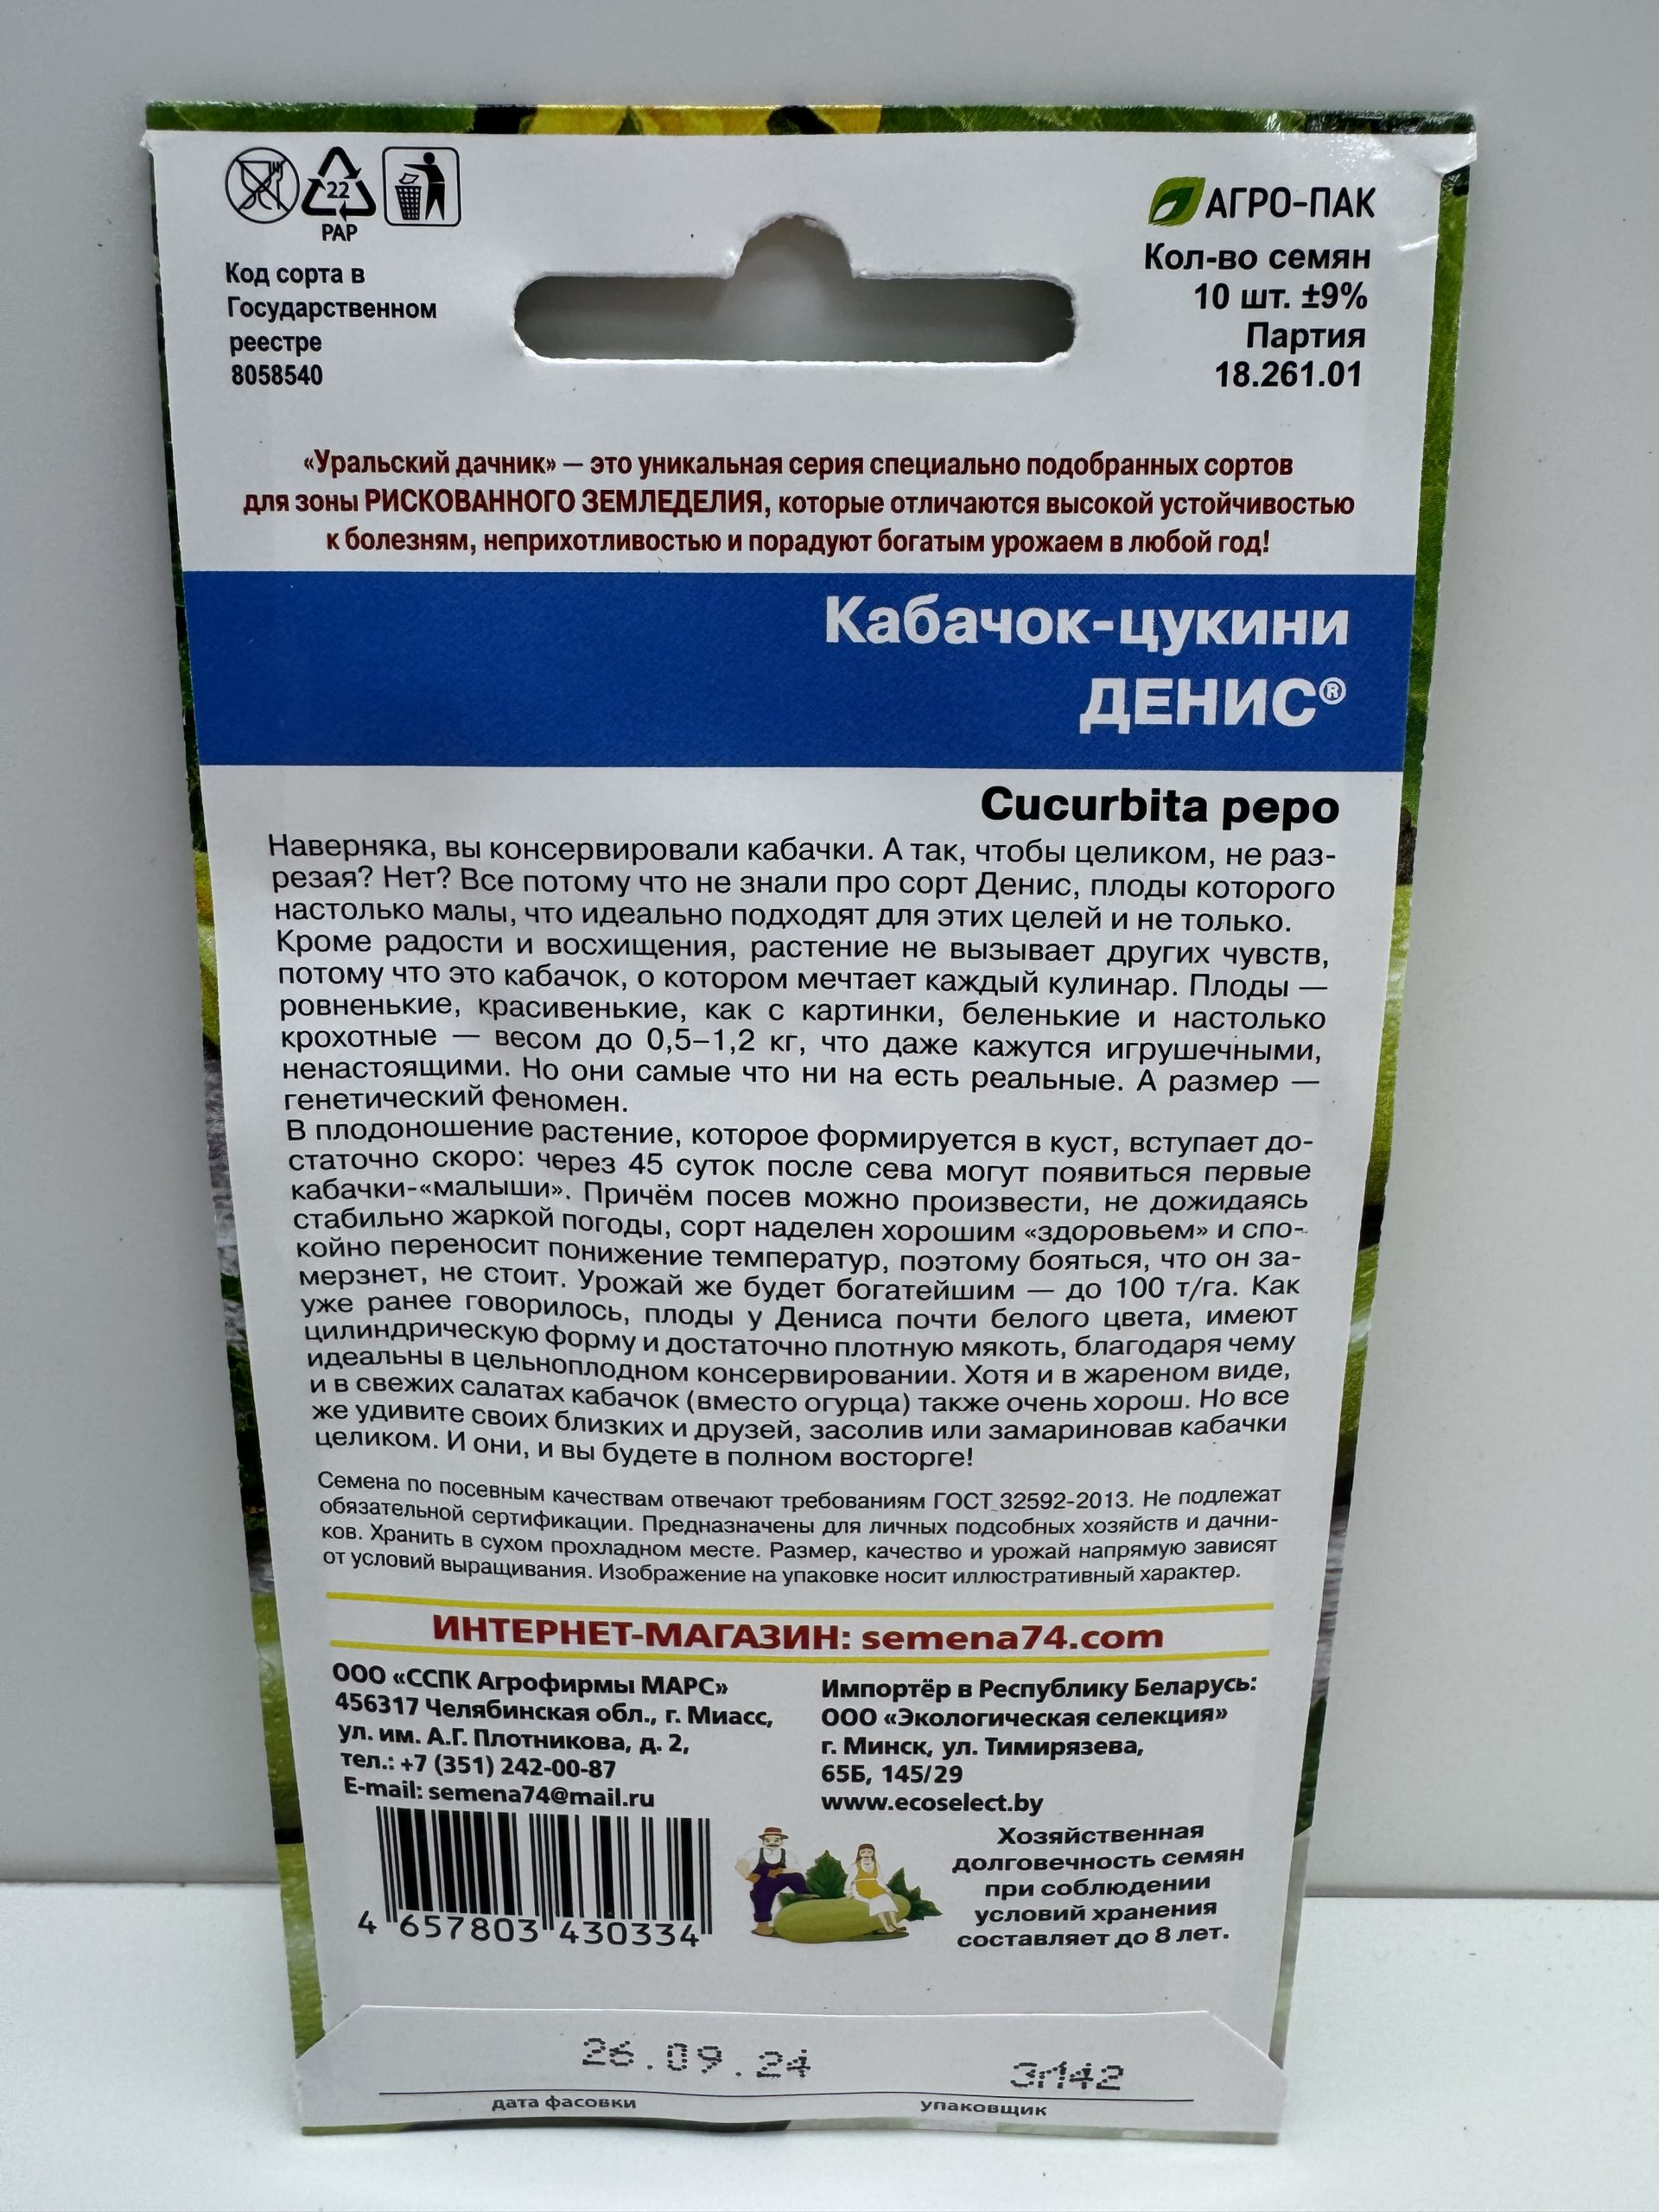 22
PAP
Код сорта в
Государственном
реестре
8058540
АГРО-ПАК
Кол-во семян
10 шт. ±9%
Партия
18.261.01
«Уральский дачник» — это уникальная серия специально подобранных сортов
для зоны РИСКОВАННОГО ЗЕМЛЕДЕЛИЯ, которые отличаются высокой устойчивостью
к болезням, неприхотливостью и порадуют богатым урожаем в любой год!
Кабачок-цукини
ДЕНИС®
Cucurbita pepo
Наверняка, вы консервировали кабачки. А так, чтобы целиком, не раз-
резая? Нет? Все потому что не знали про сорт Денис, плоды которого
настолько малы, что идеально подходят для этих целей и не только.
Кроме радости и восхищения, растение не вызывает других чувств,
потому что это кабачок, о котором мечтает каждый кулинар. Плоды —
ровненькие, красивенькие, как с картинки, беленькие и настолько
крохотные — весом до 0,5–1,2 кг, что даже кажутся игрушечными,
ненастоящими. Но они самые что ни на есть реальные. А размер —
генетический феномен.
В плодоношение растение, которое формируется в куст, вступает до-
статочно скоро: через 45 суток после сева могут появиться первые
кабачки-«малыши». Причём посев можно произвести, не дожидаясь
стабильно жаркой погоды, сорт наделен хорошим «здоровьем» и спо-
койно переносит понижение температур, поэтому бояться, что он за-
мерзнет, не стоит. Урожай же будет богатейшим — до 100 т/га. Как
уже ранее говорилось, плоды у Дениса почти белого цвета, имеют
цилиндрическую форму и достаточно плотную мякоть, благодаря чему
идеальны в цельноплодном консервировании. Хотя и в жареном виде,
и в свежих салатах кабачок (вместо огурца) также очень хорош. Но все
же удивите своих близких и друзей, засолив или замариновав кабачки
целиком. И они, и вы будете в полном восторге!
Семена по посевным качествам отвечают требованиям ГОСТ 32592-2013. Не подлежат
обязательной сертификации. Предназначены для личных подсобных хозяйств и дачни-
ков. Хранить в сухом прохладном месте. Размер, качество и урожай напрямую зависят
от условий выращивания. Изображение на упаковке носит иллюстративный характер.
ИНТЕРНЕТ-МАГАЗИН: semena74.com
ООО «ССПК Агрофирмы МАРС»
456317 Челябинская обл., г. Миасс,
ул. им. А.Г. Плотникова, д. 2,
тел.: +7 (351) 242-00-87
E-mail: semena74@mail.ru
Импортёр в Республику Беларусь:
ООО «Экологическая селекция»
г. Минск, ул. Тимирязева,
65Б, 145/29
www.ecoselect.by
4 657803 430334
Хозяйственная
долговечность семян
при соблюдении
условий хранения
составляет до 8 лет.
26.09.24
дата фасовки
упаковщик